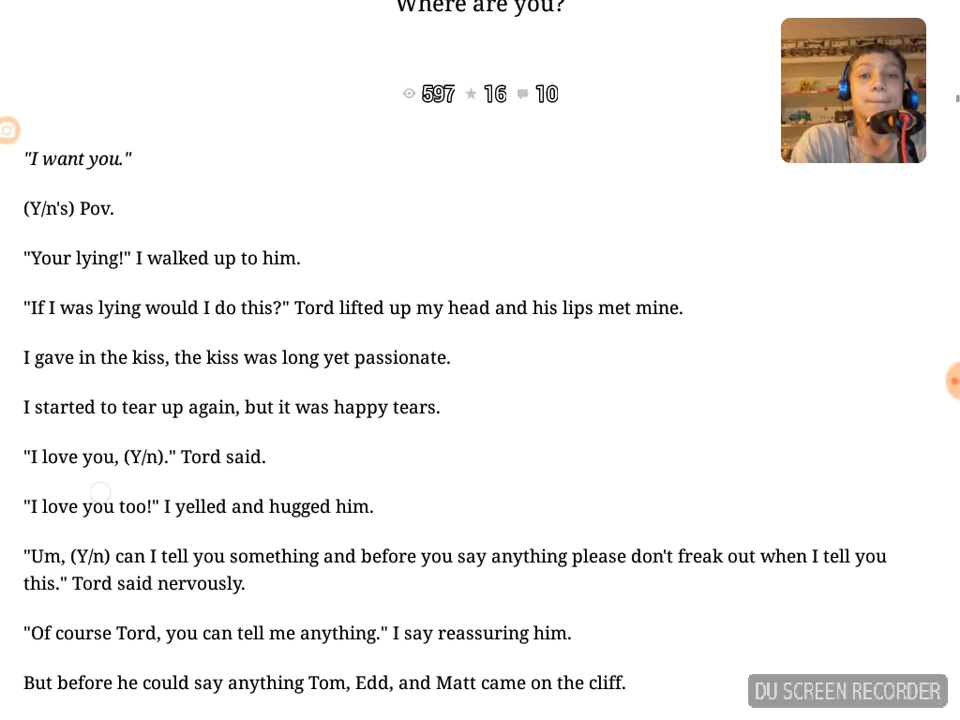 Where are you?
597 16 10
"I want you."
(Y/n's) Pov.
"Your lying!" I walked up to him.
"If I was lying would I do this?" Tord lifted up my head and his lips met mine.
I gave in the kiss, the kiss was long yet passionate.
I started to tear up again, but it was happy tears.
"I love you, (Y/n)." Tord said.
"I love you too!" I yelled and hugged him.
"Um, (Y/n) can I tell you something and before you say anything please don't freak out when I tell you
this." Tord said nervously.
"Of course Tord, you can tell me anything." I say reassuring him.
But before he could say anything Tom, Edd, and Matt came on the cliff.
DU SCREEN RECORDER